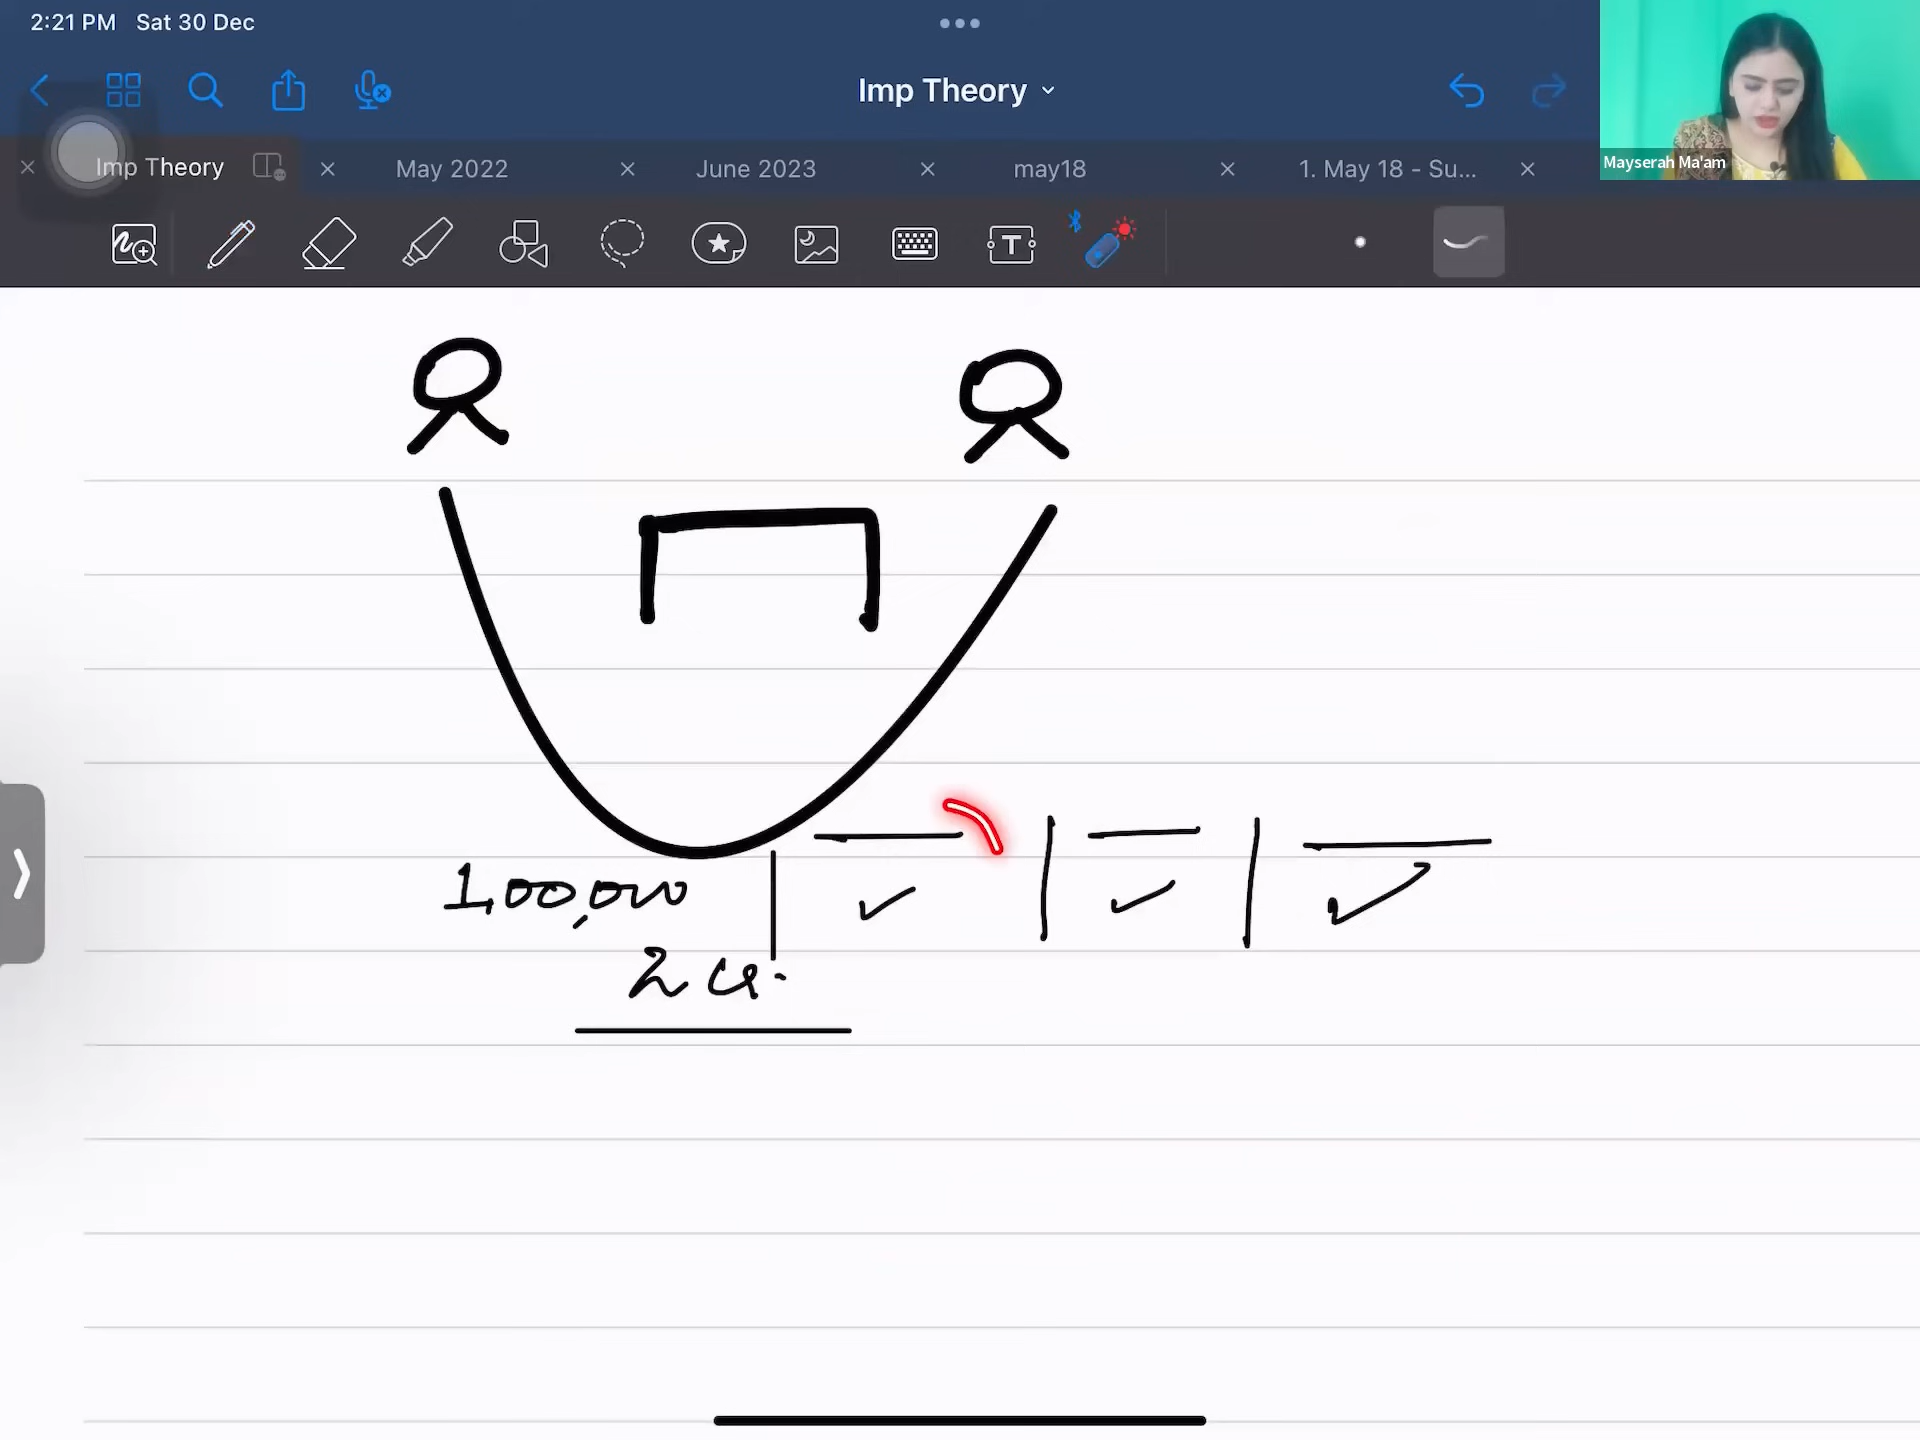 2:21 PM Sat 30 Dec
Imp Theory
Mayserah Ma'am
Imp Theory May 2022 June 2023 may18 1. May 18 - Su...
T
1,00,000
2 cr.